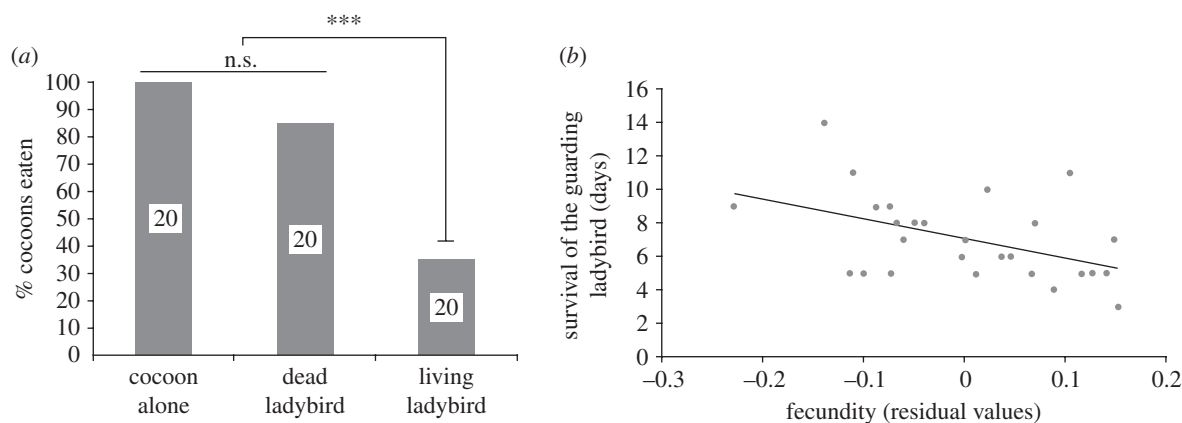 (a)
***
n.s.
% cocoons eaten
100
90
80
70
60
50
40
30
20
10
0
20
20
20
cocoon
alone
dead
ladybird
living
ladybird
(b)
survival of the guarding
ladybird (days)
16
14
12
10
8
6
4
2
0
–0.3
–0.2
–0.1
0
0.1
0.2
fecundity (residual values)